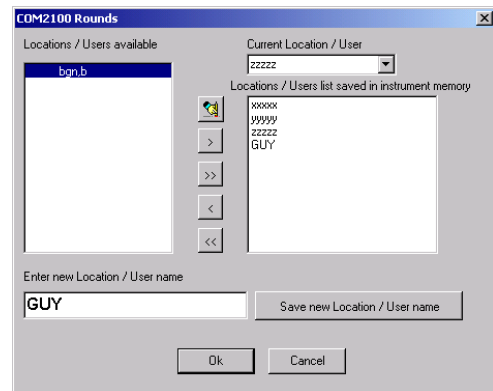 COM2100 Rounds
Locations / Users available
Current Location / User
bgn,b
zzzzz
Locations / Users list saved in instrument memory
xxxxx
yyyyy
zzzzz
GUY
>
>>
<
<<
Enter new Location / User name
GUY
Save new Location / User name
Ok
Cancel